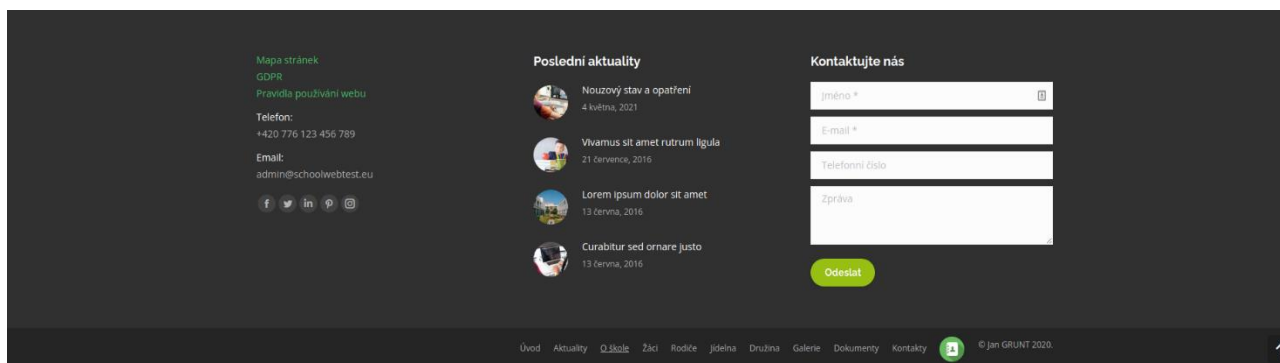 Mapa stránek
GDPR
Pravidla používání webu
Telefon:
+420 776 123 456 789
Email:
admin@schoolwebtest.eu
Poslední aktuality
Nouzový stav a opatření
4 května, 2021
Vivamus sit amet rutrum ligula
21 července, 2016
Lorem ipsum dolor sit amet
13 června, 2016
Curabitur sed ornare justo
13 června, 2016
Kontaktujte nás
Jméno *
E-mail *
Telefonní číslo
Zpráva
Odeslat
Úvod Aktuality O škole Žáci Rodiče Jídelna Družina Galerie Dokumenty Kontakty © Jan GRUNT 2020.